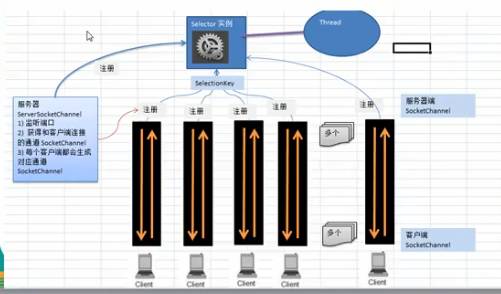 Selector 实例
Thread
注册
SelectionKey
服务器
ServerSocketChannel
1) 监听端口
2) 获得和客户端连接
的通道 SocketChannel
3) 每个客户端都会生成
对应通道
SocketChannel
注册
注册
注册
注册
注册
服务器端
SocketChannel
多个
多个
客户端
SocketChannel
Client
Client
Client
Client
Client